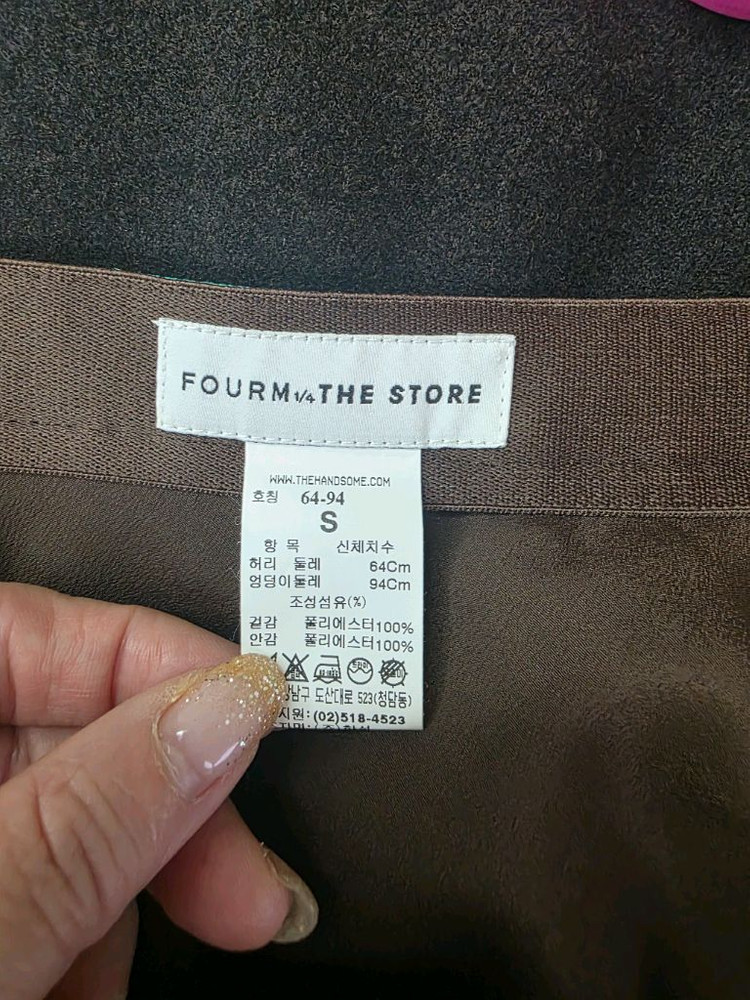 FOURM 1/4 THE STORE
WWW.THEHANDSOME.COM
호칭 64-94
S
항 목 신체치수
허리 둘레 64Cm
엉덩이둘레 94Cm
조성섬유(%)
겉감 폴리에스터100%
안감 폴리에스터100%
도산대로 523(청담동)
(02)518-4523